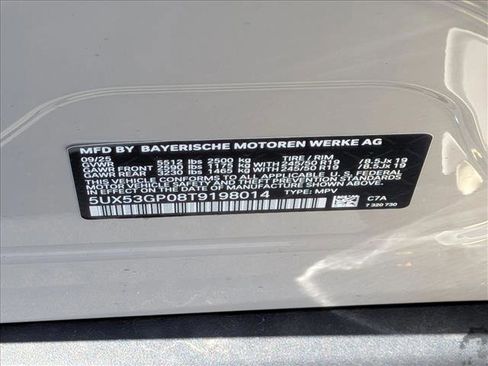 MFD BY BAYERISCHE MOTOREN WERKE AG
09/25 TIRE / RIM
GVWR 5512 lbs 2500 kg
GAWR FRONT 2590 lbs 1175 kg WITH 245/50 R19 /8.5Jx 19
GAWR REAR 3230 lbs 1465 kg WITH 245/50 R19 /8.5Jx 19
THIS VEHICLE CONFORMS TO ALL APPLICABLE U.S. FEDERAL
MOTOR VEHICLE SAFETY STANDARDS IN EFFECT ON THE
DATE OF MANUFACTURE SHOWN ABOVE.
5UX53GP08T9198014
TYPE: MPV
C7A
7 320 730